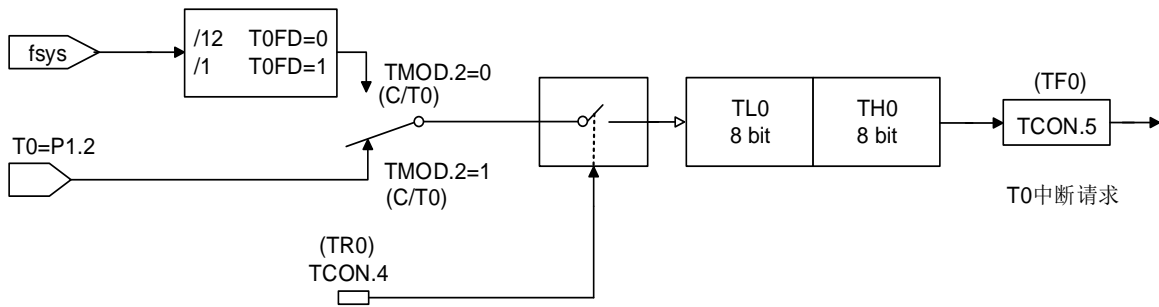 fsys
/12 T0FD=0
/1 T0FD=1
TMOD.2=0
(C/T0)
T0=P1.2
TMOD.2=1
(C/T0)
(TR0)
TCON.4
TL0
8 bit
TH0
8 bit
(TF0)
TCON.5
T0中断请求